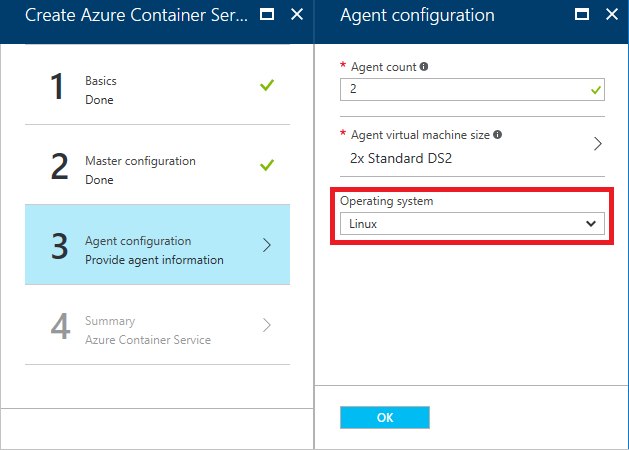 Create Azure Container Ser...
1
Basics
Done
2
Master configuration
Done
3
Agent configuration
Provide agent information
4
Summary
Azure Container Service
Agent configuration
* Agent count
2
* Agent virtual machine size
2x Standard DS2
Operating system
Linux
OK